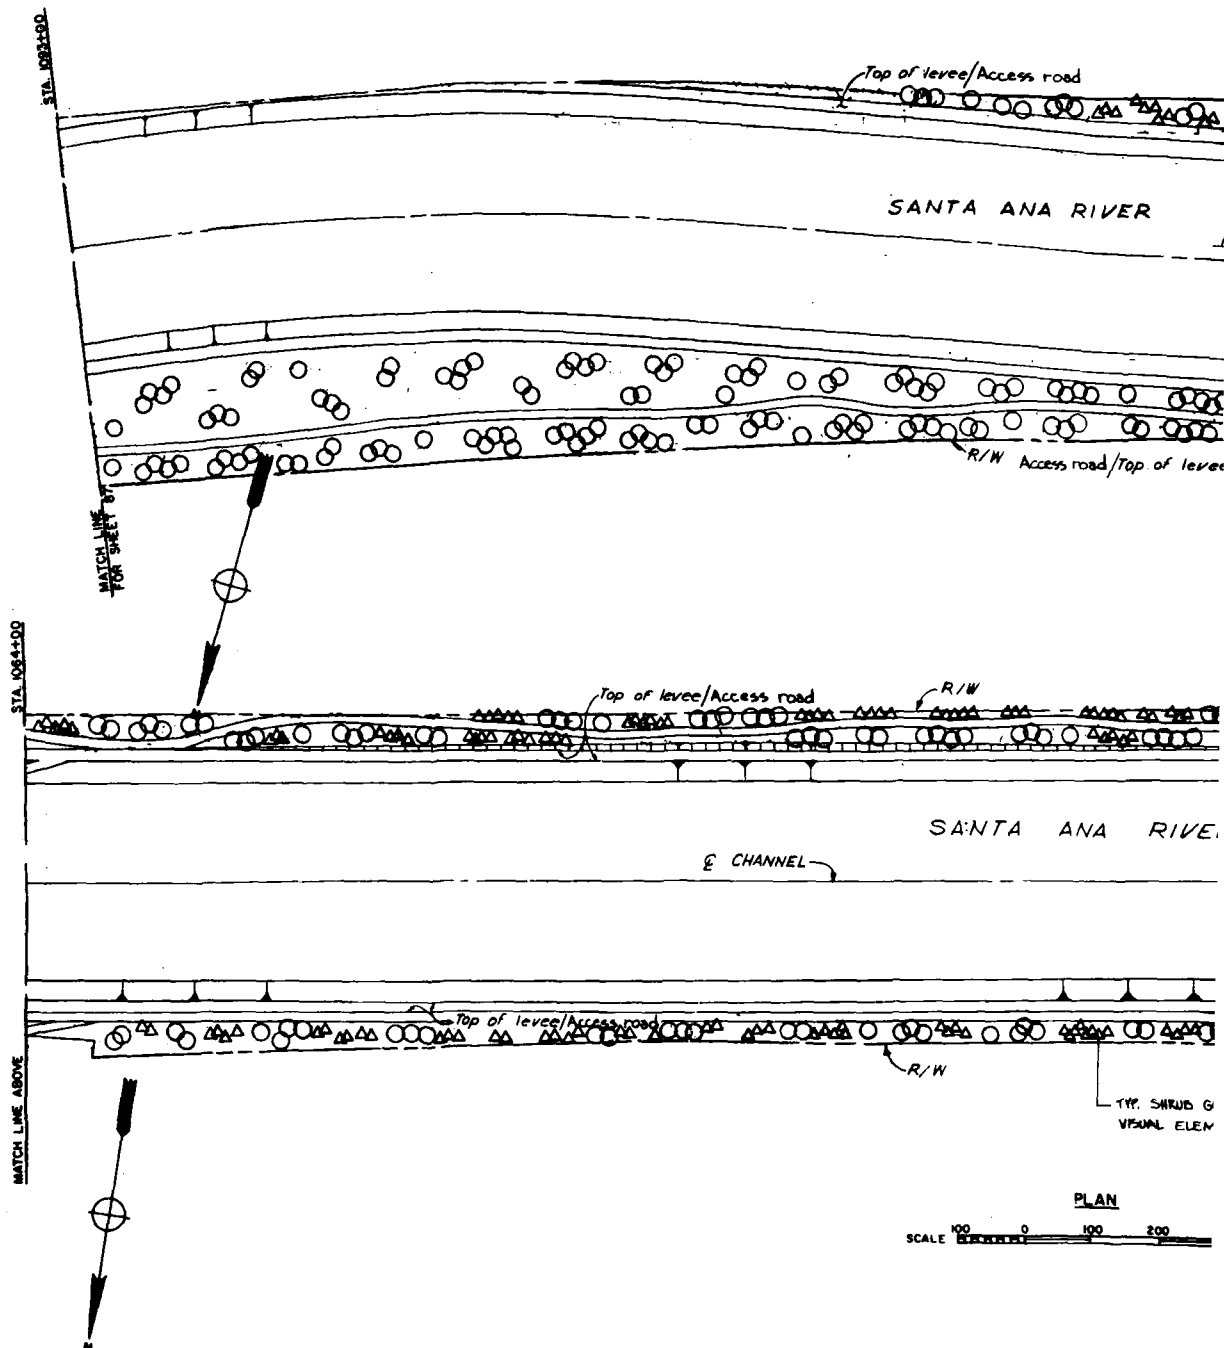 STA. 1093+00
Top of levee/Access road
SANTA ANA RIVER
R/W
Access road/Top of levee
MATCH LINE
FOR SHEET 87
STA. 1064+00
Top of levee/Access road
R/W
SANTA ANA RIVE
℄ CHANNEL
Top of levee/Access road
R/W
TYP. SHRUB G
VISUAL ELEM
MATCH LINE ABOVE
PLAN
SCALE 100 0 100 200